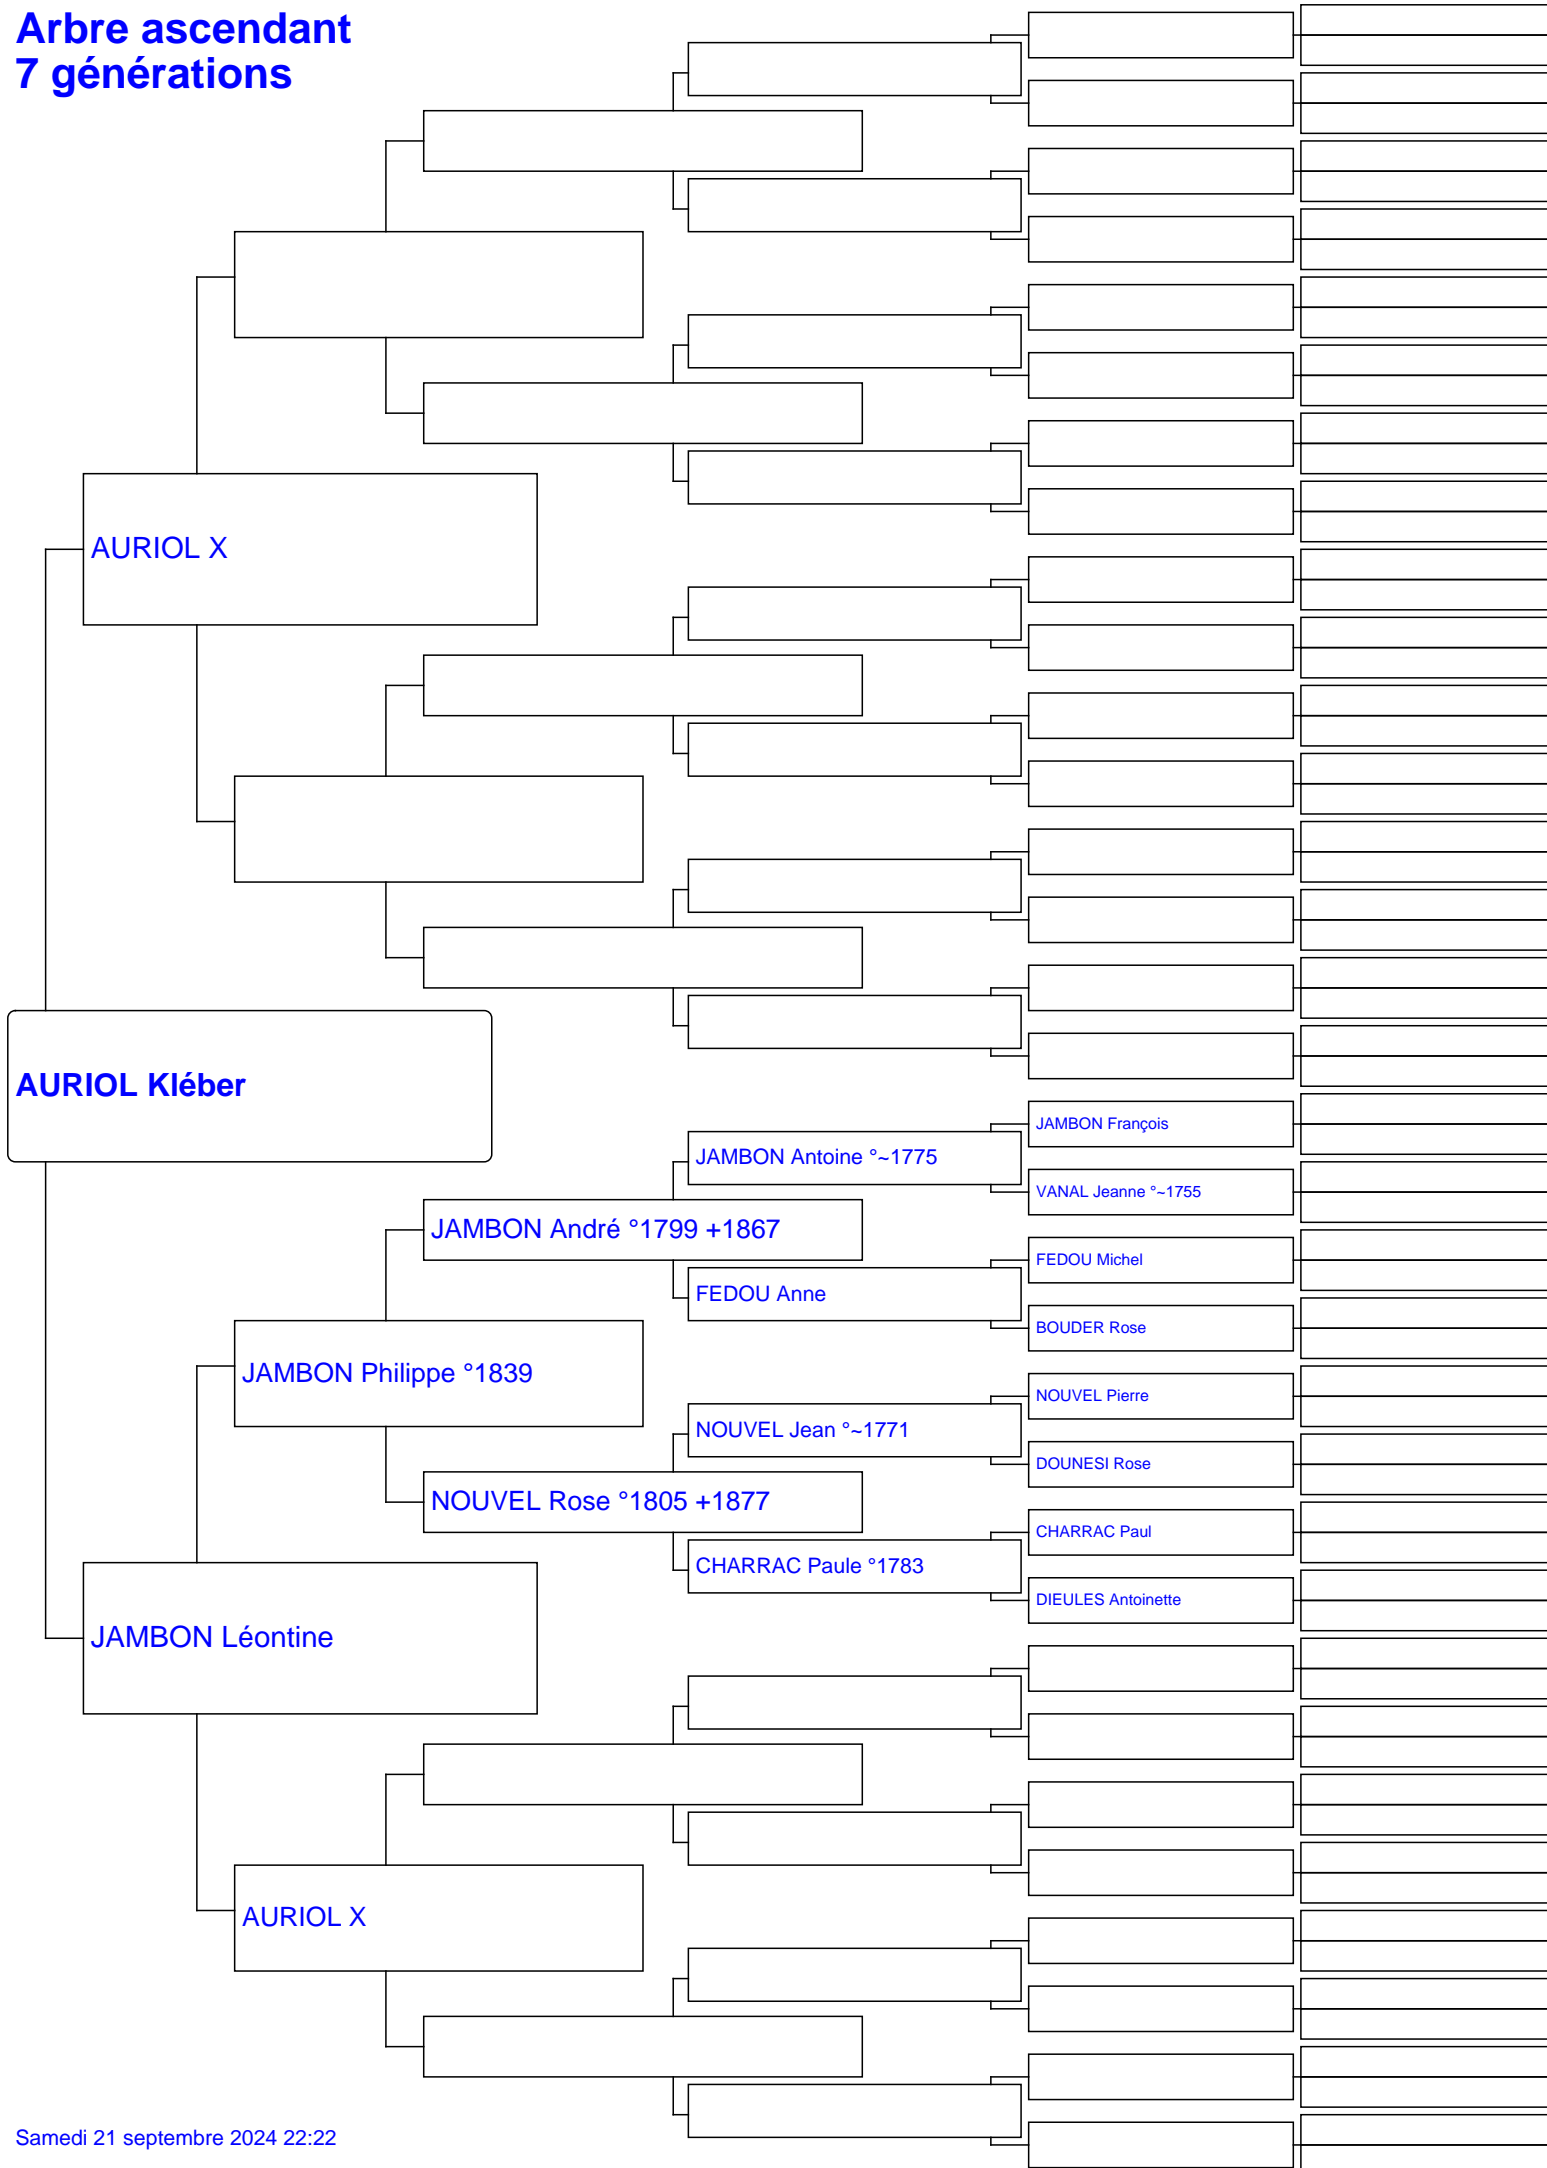 Arbre ascendant
7 générations
AURIOL X
AURIOL Kléber
JAMBON François
JAMBON Antoine °~1775
VANAL Jeanne °~1755
JAMBON André °1799 +1867
FEDOU Michel
FEDOU Anne
BOUDER Rose
JAMBON Philippe °1839
NOUVEL Pierre
NOUVEL Jean °~1771
DOUNESI Rose
NOUVEL Rose °1805 +1877
CHARRAC Paul
CHARRAC Paule °1783
DIEULES Antoinette
JAMBON Léontine
AURIOL X
Samedi 21 septembre 2024 22:22